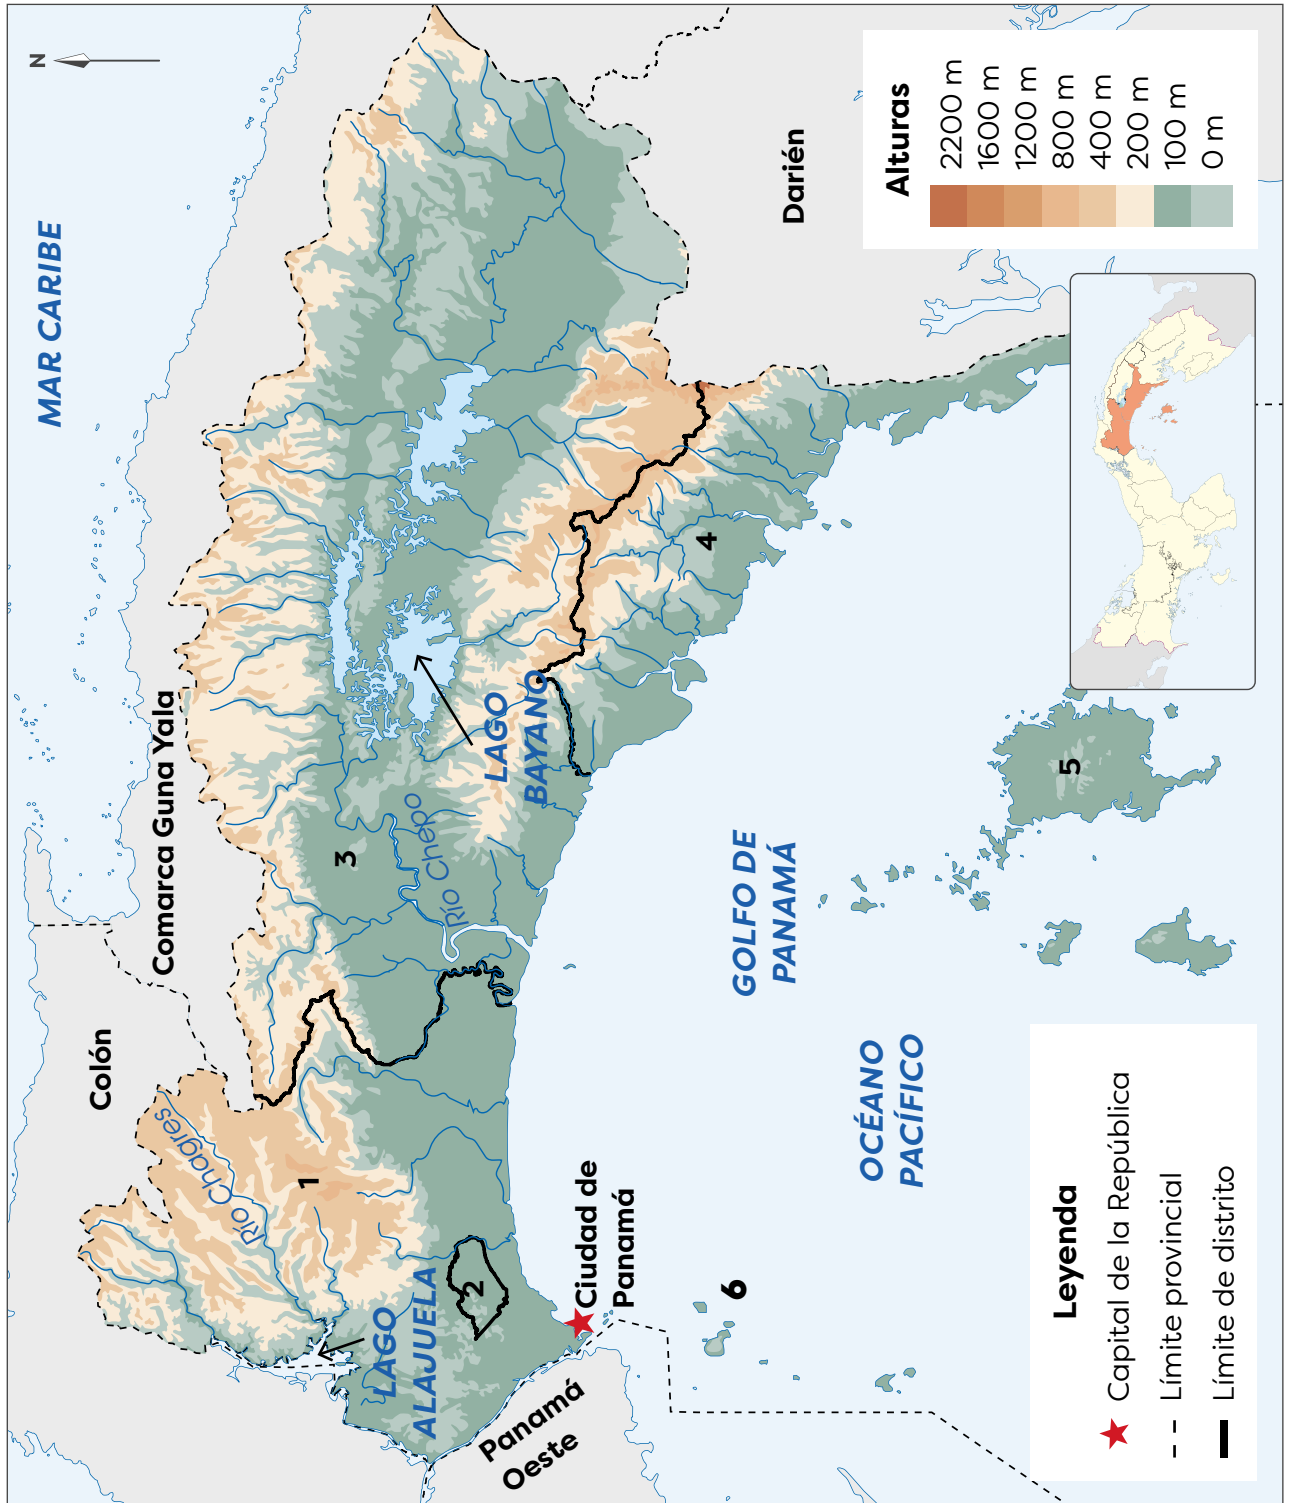 N
MAR CARIBE
Colón
Comarca Guna Yala
Río Chagres
1
LAGO
ALAJUELA
2
Ciudad de
Panamá
Panamá
Oeste
3
Río Chepo
LAGO
BAYANO
4
5
6
GOLFO DE
PANAMÁ
OCÉANO
PACÍFICO
Darién
Alturas
2200 m
1600 m
1200 m
800 m
400 m
200 m
100 m
0 m
Leyenda
Capital de la República
Límite provincial
Límite de distrito